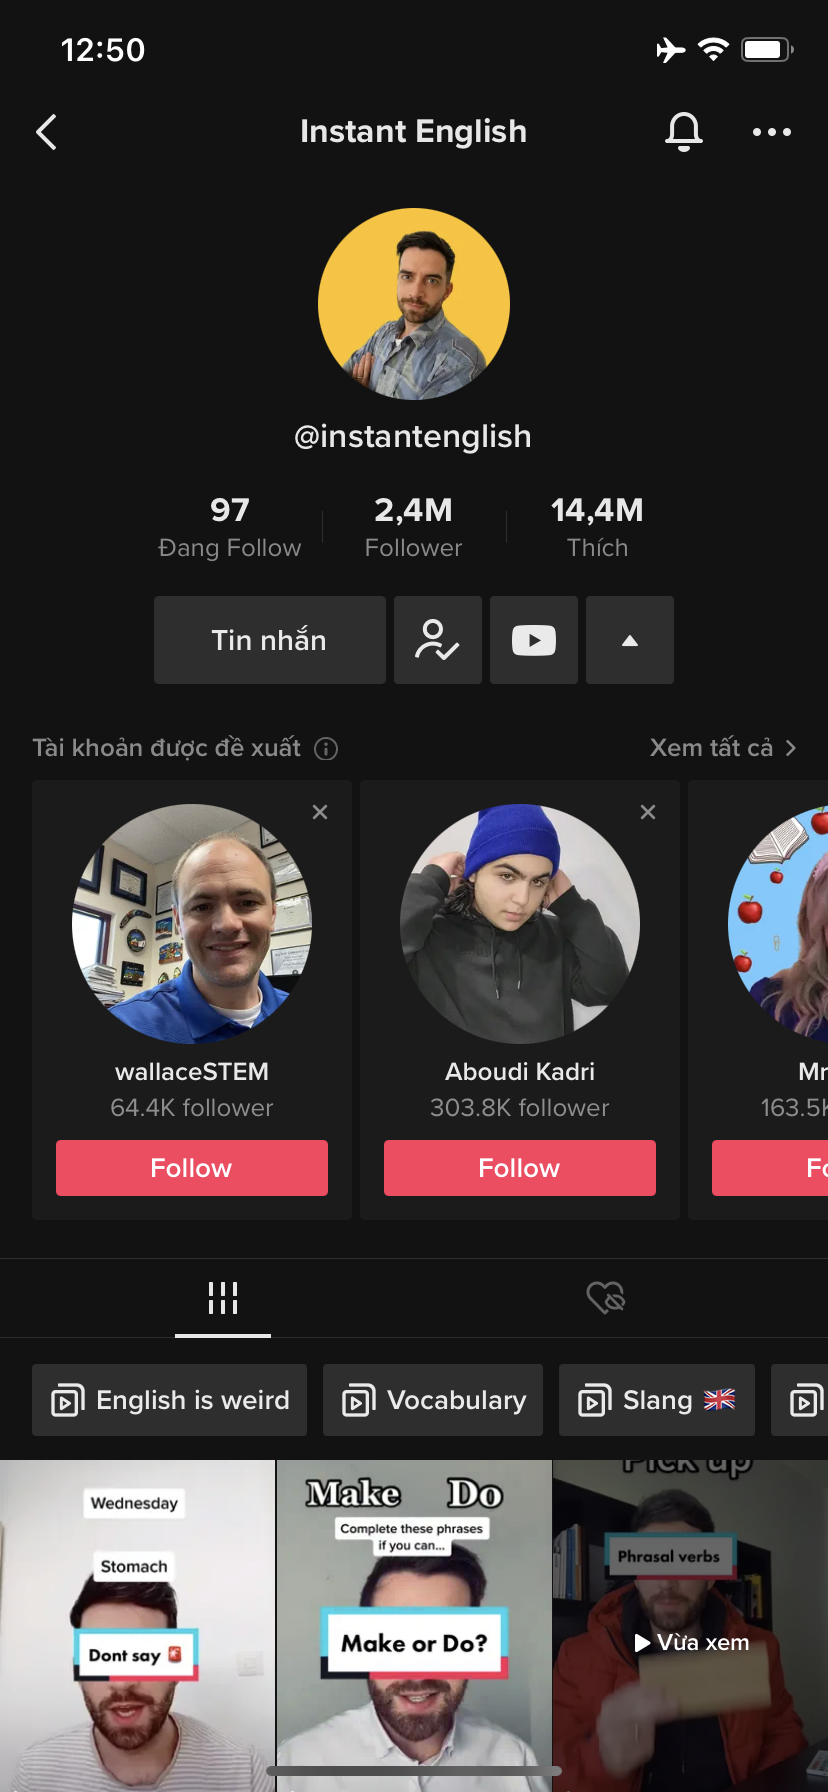 12:50
Instant English
@instantenglish
97
Đang Follow
2,4M
Follower
14,4M
Thích
Tin nhắn
Tài khoản được đề xuất
Xem tất cả
wallaceSTEM
64.4K follower
Follow
Aboudi Kadri
303.8K follower
Follow
Mr
163.5K
Fo
English is weird
Vocabulary
Slang 🇬🇧
Wednesday
Stomach
Dont say 🚨
Make Do
Complete these phrases
if you can...
Make or Do?
Pick up
Phrasal verbs
Vừa xem